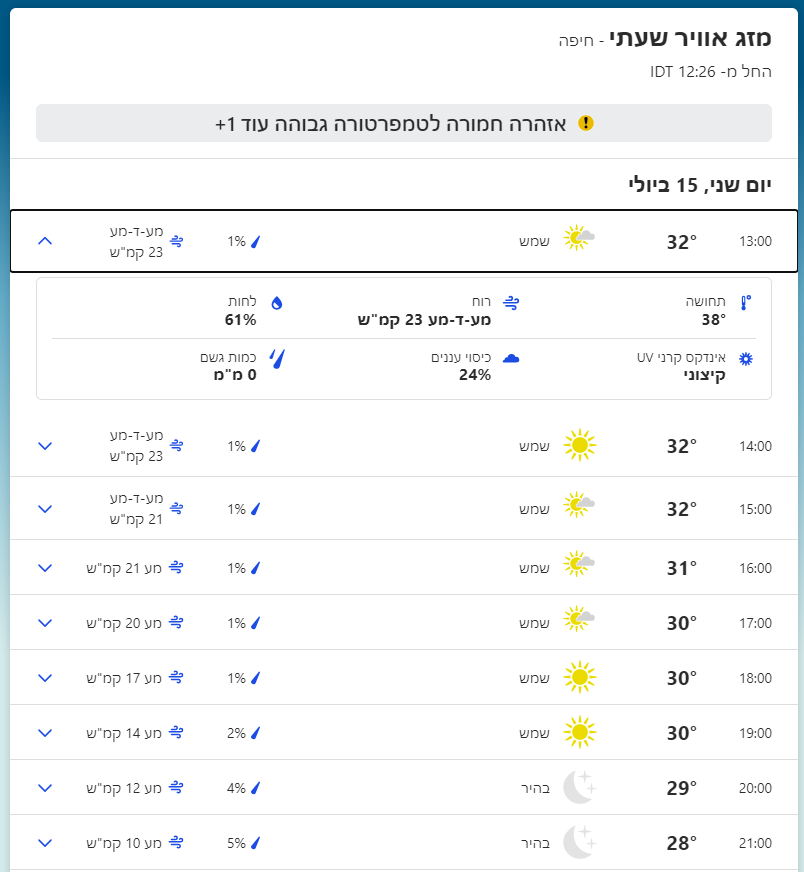 מזג אוויר שעתי - חיפה
החל מ- 12:26 IDT
אזהרה חמורה לטמפרטורה גבוהה עוד 1+
יום שני, 15 ביולי
13:00 32° שמש 1% מע-ד-מע 23 קמ"ש
תחושה 38°
רוח מע-ד-מע 23 קמ"ש
לחות 61%
אינדקס קרני UV קיצוני
כיסוי עננים 24%
כמות גשם 0 מ"מ
14:00 32° שמש 1% מע-ד-מע 23 קמ"ש
15:00 32° שמש 1% מע-ד-מע 21 קמ"ש
16:00 31° שמש 1% מע 21 קמ"ש
17:00 30° שמש 1% מע 20 קמ"ש
18:00 30° שמש 1% מע 17 קמ"ש
19:00 30° שמש 2% מע 14 קמ"ש
20:00 29° בהיר 4% מע 12 קמ"ש
21:00 28° בהיר 5% מע 10 קמ"ש